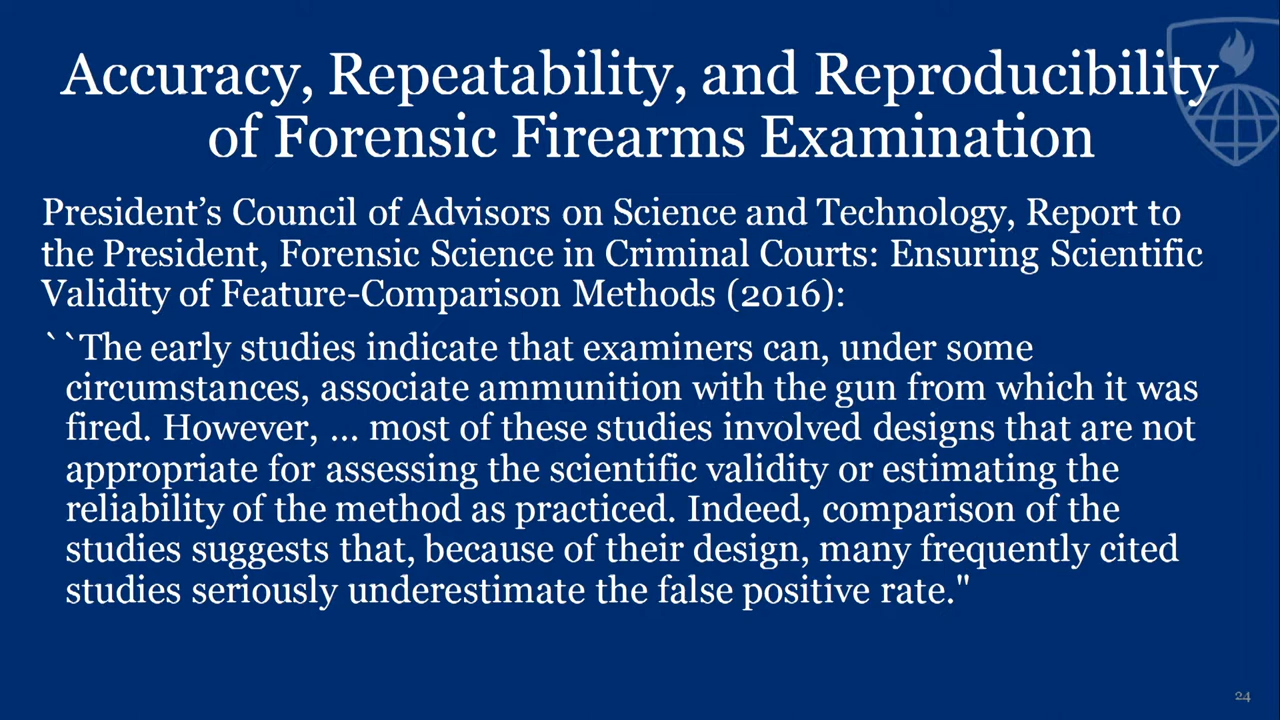 Accuracy, Repeatability, and Reproducibility
of Forensic Firearms Examination
President’s Council of Advisors on Science and Technology, Report to
the President, Forensic Science in Criminal Courts: Ensuring Scientific
Validity of Feature-Comparison Methods (2016):
``The early studies indicate that examiners can, under some
circumstances, associate ammunition with the gun from which it was
fired. However, ... most of these studies involved designs that are not
appropriate for assessing the scientific validity or estimating the
reliability of the method as practiced. Indeed, comparison of the
studies suggests that, because of their design, many frequently cited
studies seriously underestimate the false positive rate."
24